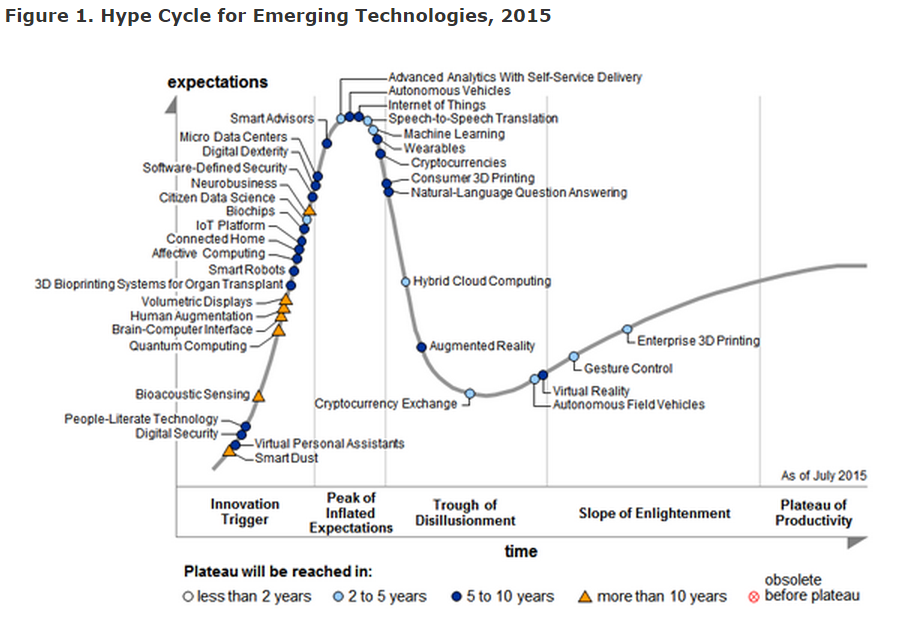 Figure 1. Hype Cycle for Emerging Technologies, 2015
expectations
Advanced Analytics With Self-Service Delivery
Autonomous Vehicles
Internet of Things
Smart Advisors
Speech-to-Speech Translation
Machine Learning
Micro Data Centers
Wearables
Digital Dexterity
Cryptocurrencies
Software-Defined Security
Consumer 3D Printing
Neurobusiness
Natural-Language Question Answering
Citizen Data Science
Biochips
IoT Platform
Connected Home
Affective Computing
Smart Robots
Hybrid Cloud Computing
3D Bioprinting Systems for Organ Transplant
Volumetric Displays
Human Augmentation
Brain-Computer Interface
Enterprise 3D Printing
Quantum Computing
Augmented Reality
Gesture Control
Bioacoustic Sensing
Virtual Reality
Cryptocurrency Exchange
Autonomous Field Vehicles
People-Literate Technology
Digital Security
Virtual Personal Assistants
Smart Dust
As of July 2015
Innovation
Trigger
Peak of
Inflated
Expectations
Trough of
Disillusionment
Slope of Enlightenment
Plateau of
Productivity
time
Plateau will be reached in:
less than 2 years
2 to 5 years
5 to 10 years
more than 10 years
obsolete
before plateau